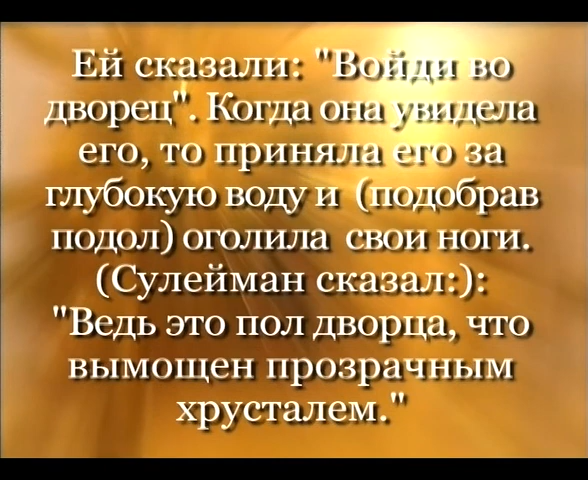 Ей сказали: "Войди во
дворец". Когда она увидела
его, то приняла его за
глубокую воду и (подобрав
подол) оголила свои ноги.
(Сулейман сказал:):
"Ведь это пол дворца, что
вымощен прозрачным
хрусталем."